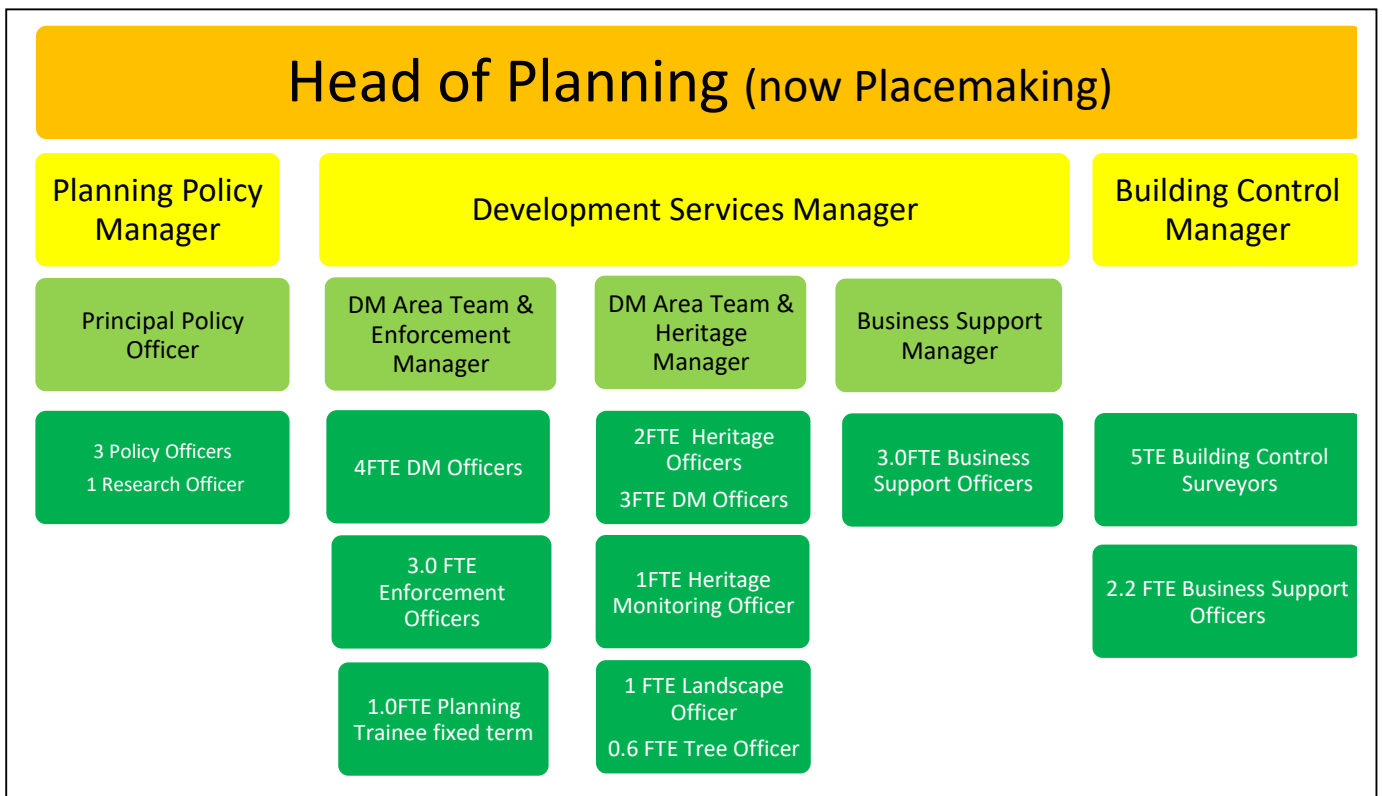 Head of Planning (now Placemaking)
Planning Policy
Manager
Development Services Manager
Building Control
Manager
Principal Policy
Officer
DM Area Team &
Enforcement
Manager
DM Area Team &
Heritage
Manager
Business Support
Manager
3 Policy Officers
1 Research Officer
4FTE DM Officers
2FTE Heritage
Officers
3FTE DM Officers
3.0FTE Business
Support Officers
5TE Building Control
Surveyors
3.0 FTE
Enforcement
Officers
1FTE Heritage
Monitoring Officer
2.2 FTE Business Support
Officers
1.0FTE Planning
Trainee fixed term
1 FTE Landscape
Officer
0.6 FTE Tree Officer